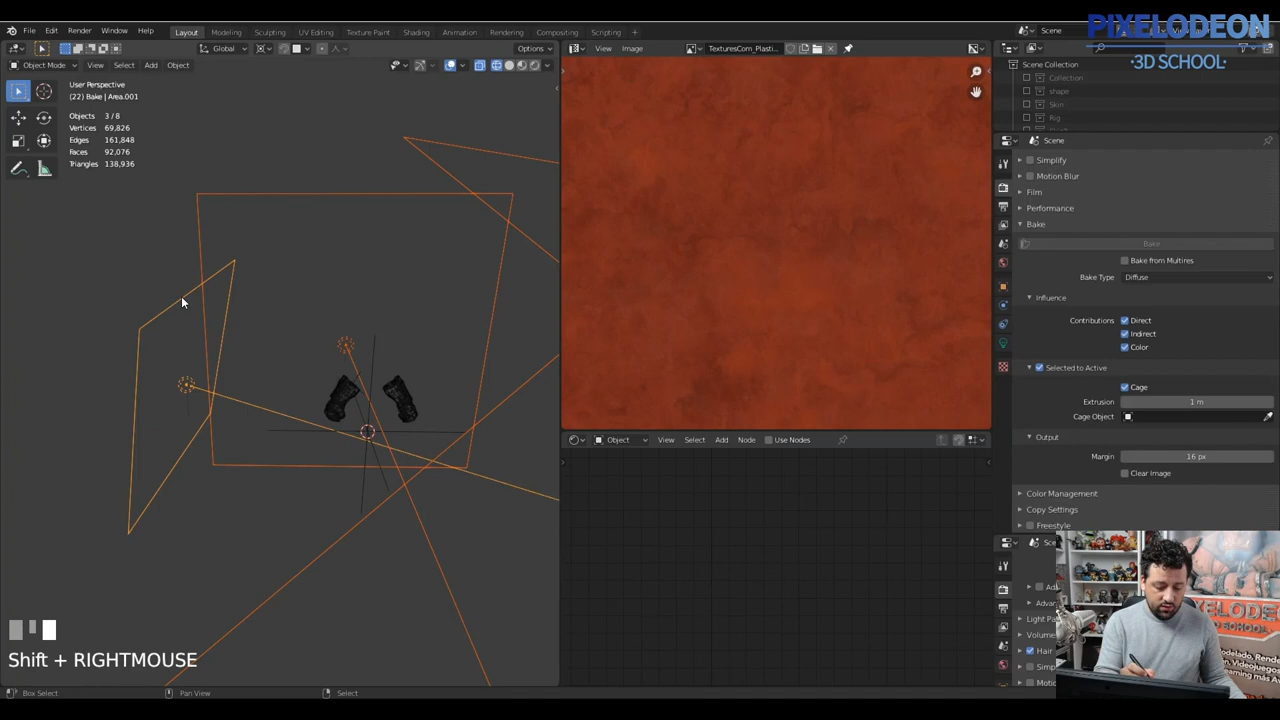 PIXELODEON
·3D SCHOOL·
File Edit Render Window Help
Layout Modeling Sculpting UV Editing Texture Paint Shading Animation Rendering Compositing Scripting
Scene
Global
Options
View Image
TexturesCom_Plasti...
Object Mode View Select Add Object
User Perspective
(22) Bake | Area.001
Objects 3/8
Vertices 69,826
Edges 161,848
Faces 92,076
Triangles 138,936
Scene Collection
Collection
shape
Skin
Rig
Scene
Simplify
Motion Blur
Film
Performance
Bake
Bake
Bake from Multires
Bake Type Diffuse
Influence
Contributions Direct
Indirect
Color
Selected to Active
Cage
Extrusion 1 m
Cage Object
Output
Margin 16 px
Clear Image
Color Management
Copy Settings
Freestyle
Object View Select Add Node Use Nodes
Hair
Shift + RIGHTMOUSE
Box Select Pan View Select